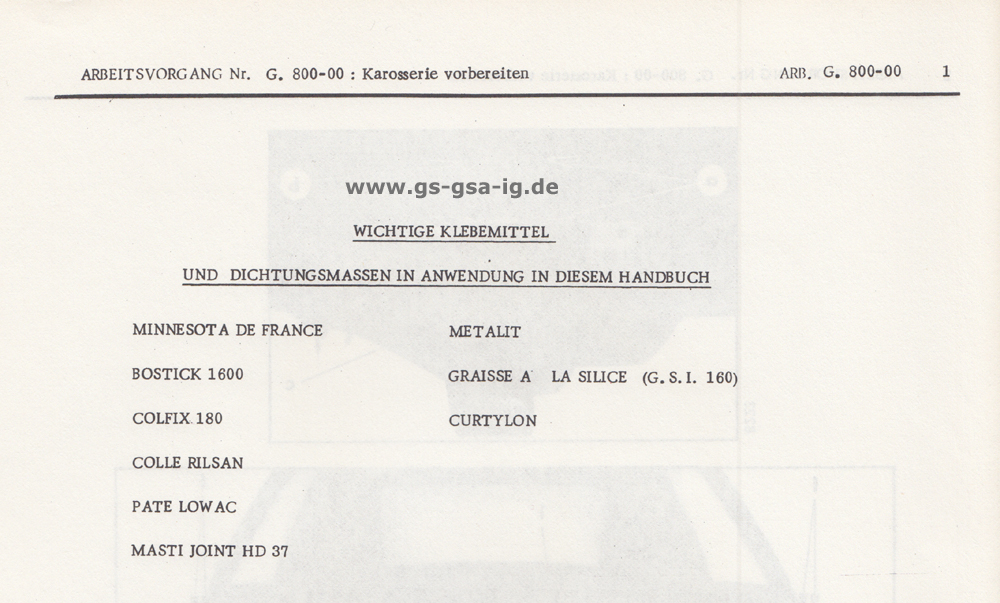 ARBEITSVORGANG Nr. G. 800-00 : Karosserie vorbereiten ARB. G. 800-00 1
www.gs-gsa-ig.de
WICHTIGE KLEBEMITTEL
UND DICHTUNGSMASSEN IN ANWENDUNG IN DIESEM HANDBUCH
MINNESOTA DE FRANCE METALIT
BOSTICK 1600 GRAISSE A LA SILICE (G.S.I. 160)
COLFIX 180 CURTYLON
COLLE RILSAN
PATE LOWAC
MASTI JOINT HD 37